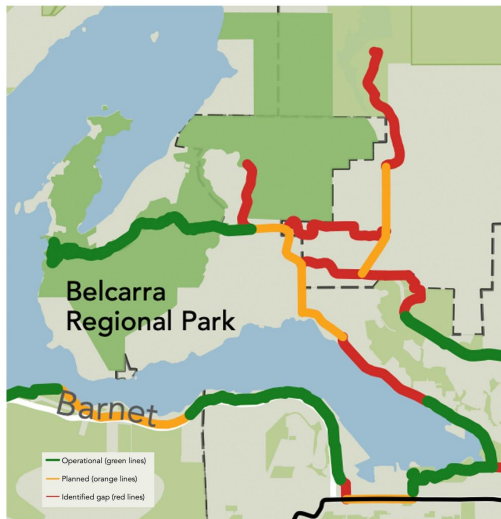 Belcarra
Regional Park
Barnet
Operational (green lines)
Planned (orange lines)
Identified gap (red lines)